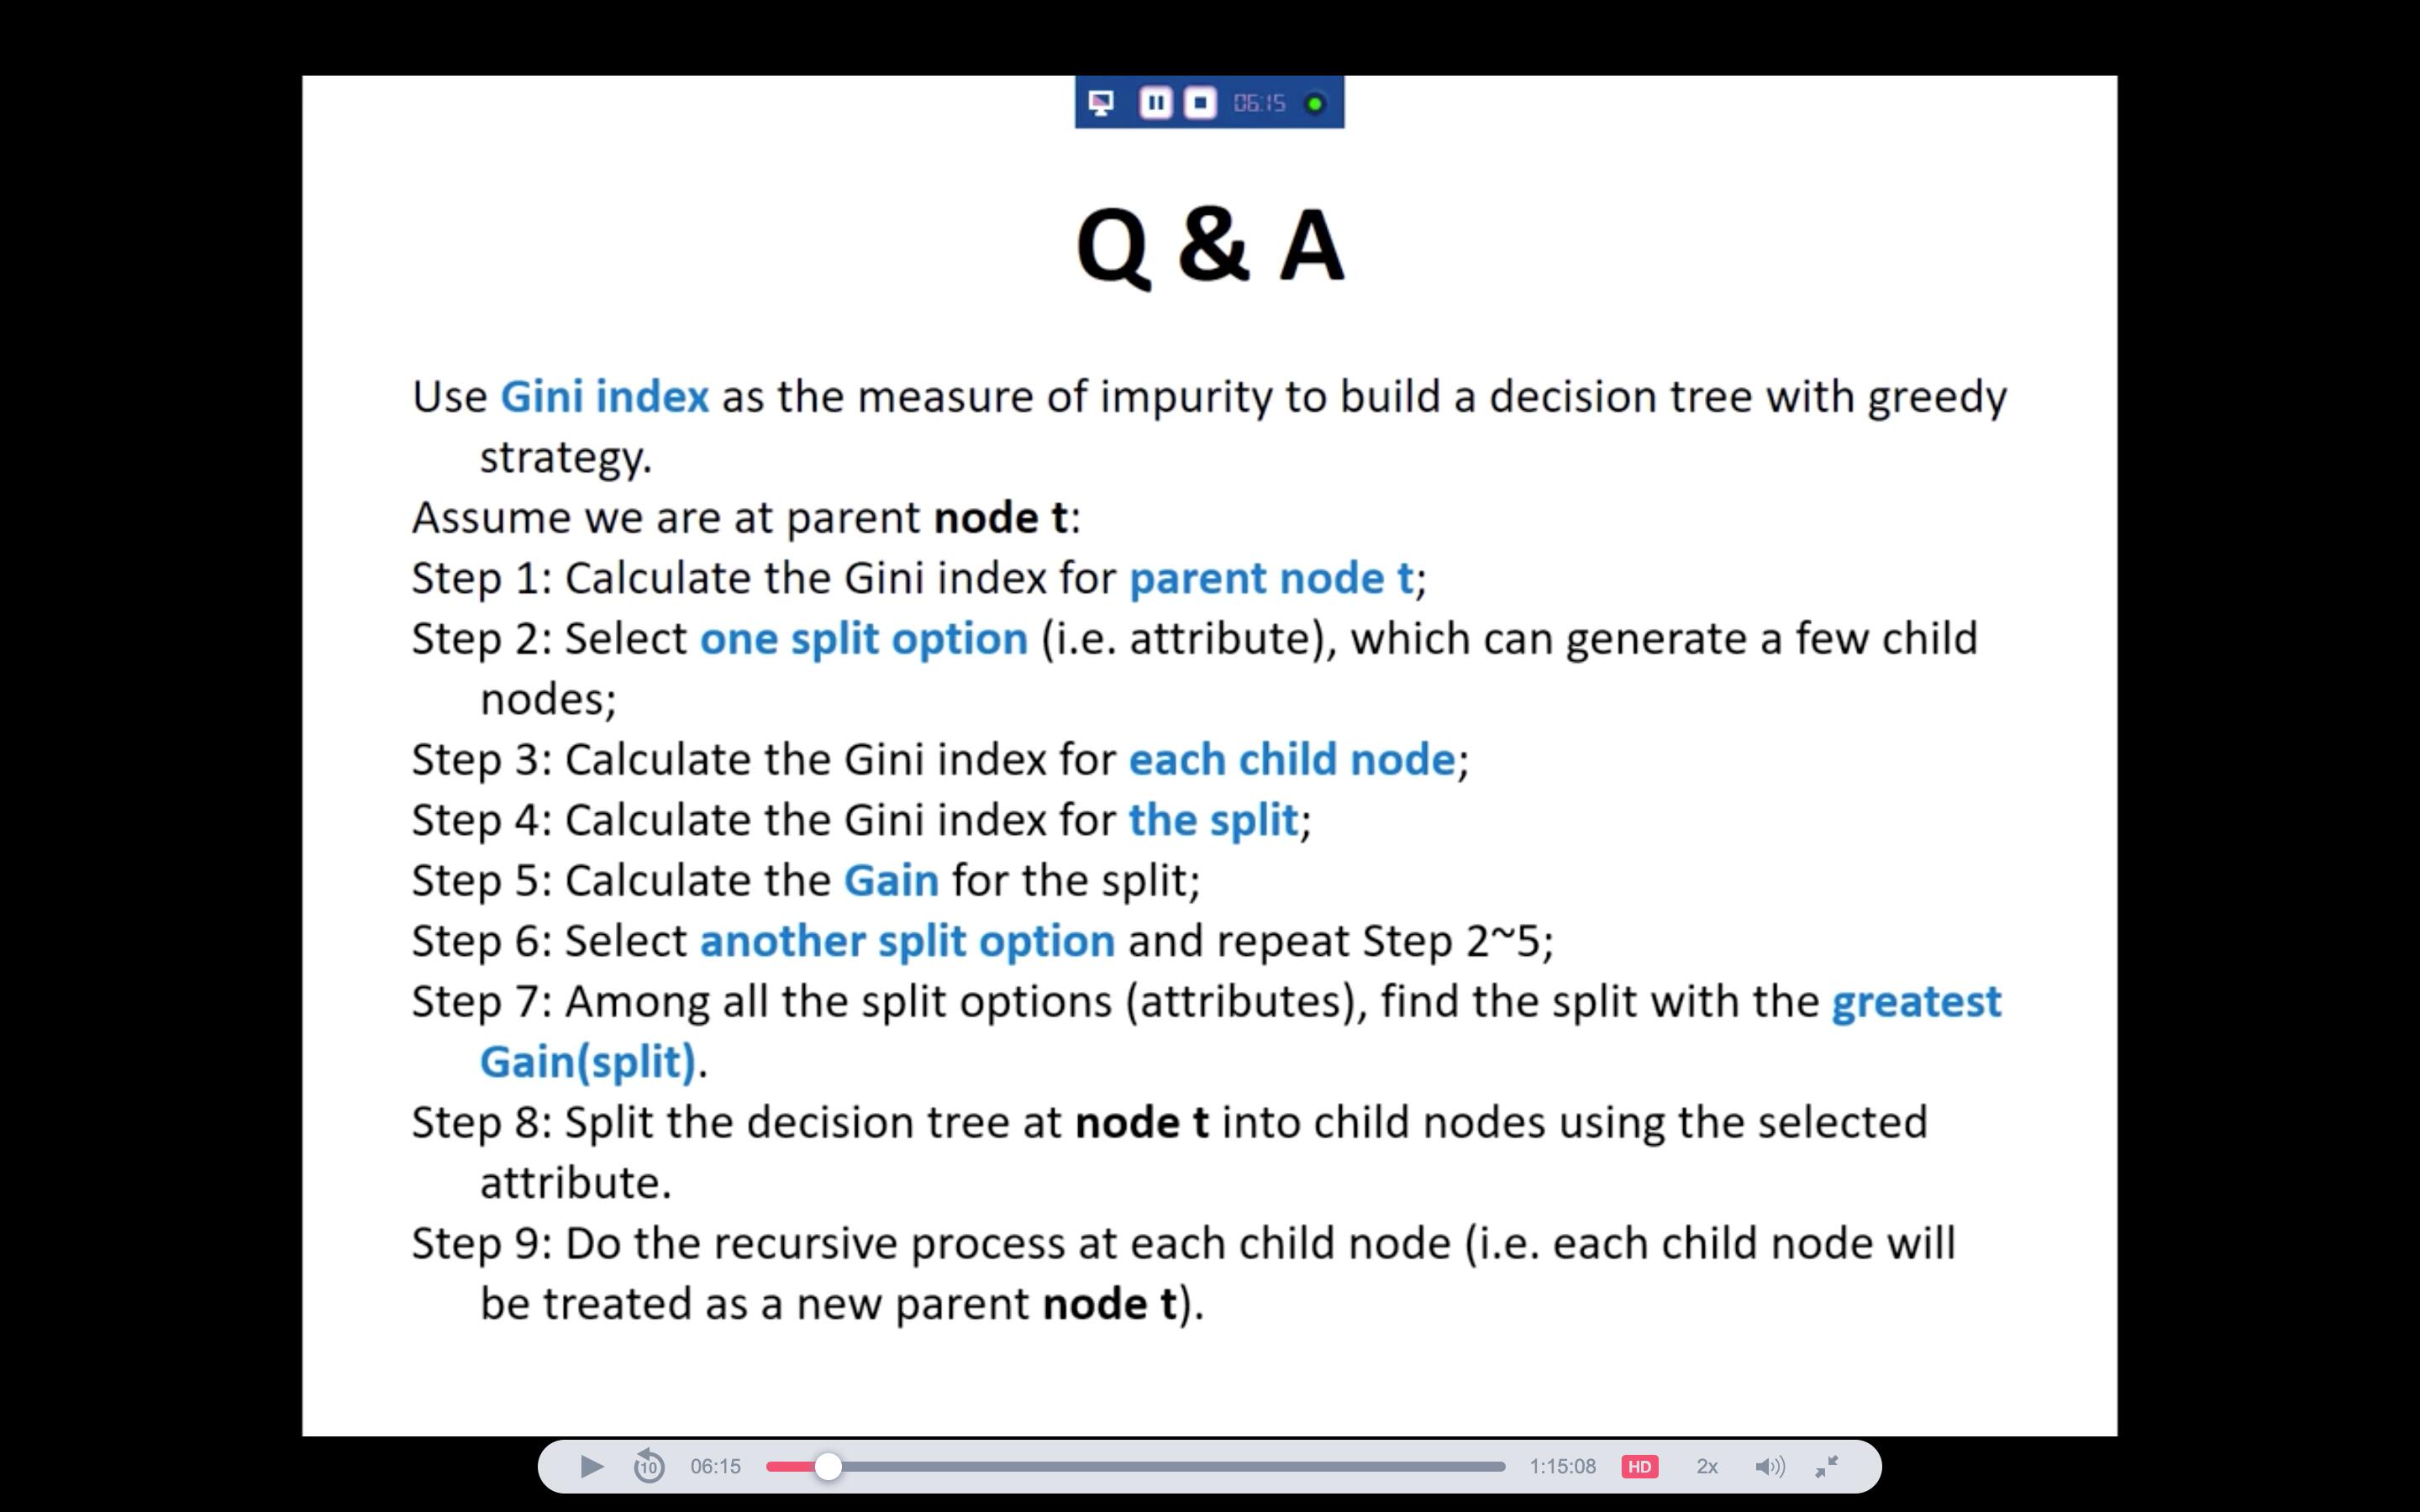 06:15
Q & A
Use Gini index as the measure of impurity to build a decision tree with greedy
strategy.
Assume we are at parent node t:
Step 1: Calculate the Gini index for parent node t;
Step 2: Select one split option (i.e. attribute), which can generate a few child
nodes;
Step 3: Calculate the Gini index for each child node;
Step 4: Calculate the Gini index for the split;
Step 5: Calculate the Gain for the split;
Step 6: Select another split option and repeat Step 2~5;
Step 7: Among all the split options (attributes), find the split with the greatest
Gain(split).
Step 8: Split the decision tree at node t into child nodes using the selected
attribute.
Step 9: Do the recursive process at each child node (i.e. each child node will
be treated as a new parent node t).
10 06:15 1:15:08 HD 2x